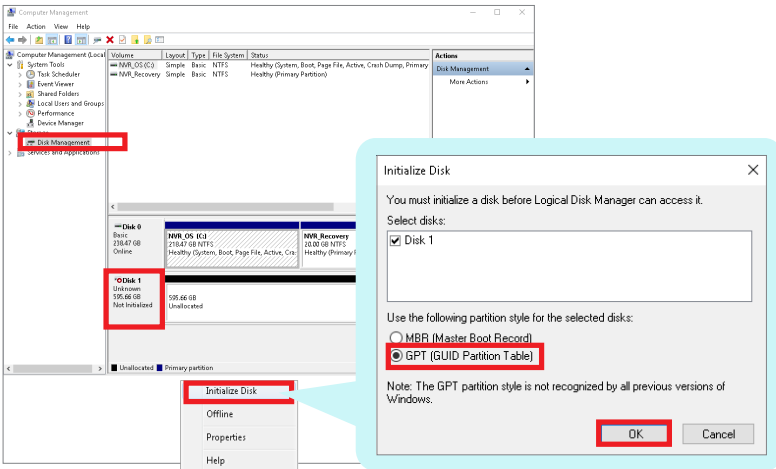 Computer Management
File Action View Help
Computer Management (Local
System Tools
Task Scheduler
Event Viewer
Shared Folders
Local Users and Groups
Performance
Device Manager
Storage
Disk Management
Services and Applications
Volume Layout Type File System Status
NVR_OS (C:) Simple Basic NTFS Healthy (System, Boot, Page File, Active, Crash Dump, Primary
NVR_Recovery Simple Basic NTFS Healthy (Primary Partition)
Actions
Disk Management
More Actions
Disk 0
Basic
238.47 GB
Online
NVR_OS (C:)
218.47 GB NTFS
Healthy (System, Boot, Page File, Active, Cra
NVR_Recovery
20.00 GB NTFS
Healthy (Primary P
Disk 1
Unknown
595.66 GB
Not Initialized
595.66 GB
Unallocated
Unallocated Primary partition
Initialize Disk
Offline
Properties
Help
Initialize Disk
You must initialize a disk before Logical Disk Manager can access it.
Select disks:
Disk 1
Use the following partition style for the selected disks:
MBR (Master Boot Record)
GPT (GUID Partition Table)
Note: The GPT partition style is not recognized by all previous versions of
Windows.
OK Cancel